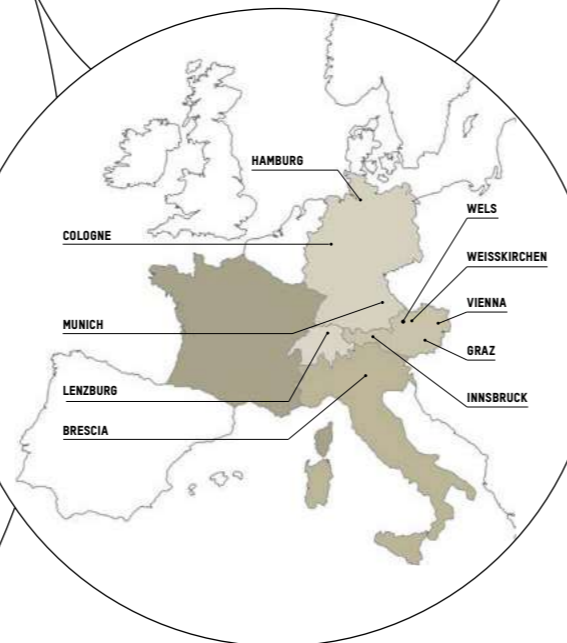 HAMBURG
WELS
COLOGNE
WEISSKIRCHEN
VIENNA
MUNICH
GRAZ
LENZBURG
INNSBRUCK
BRESCIA